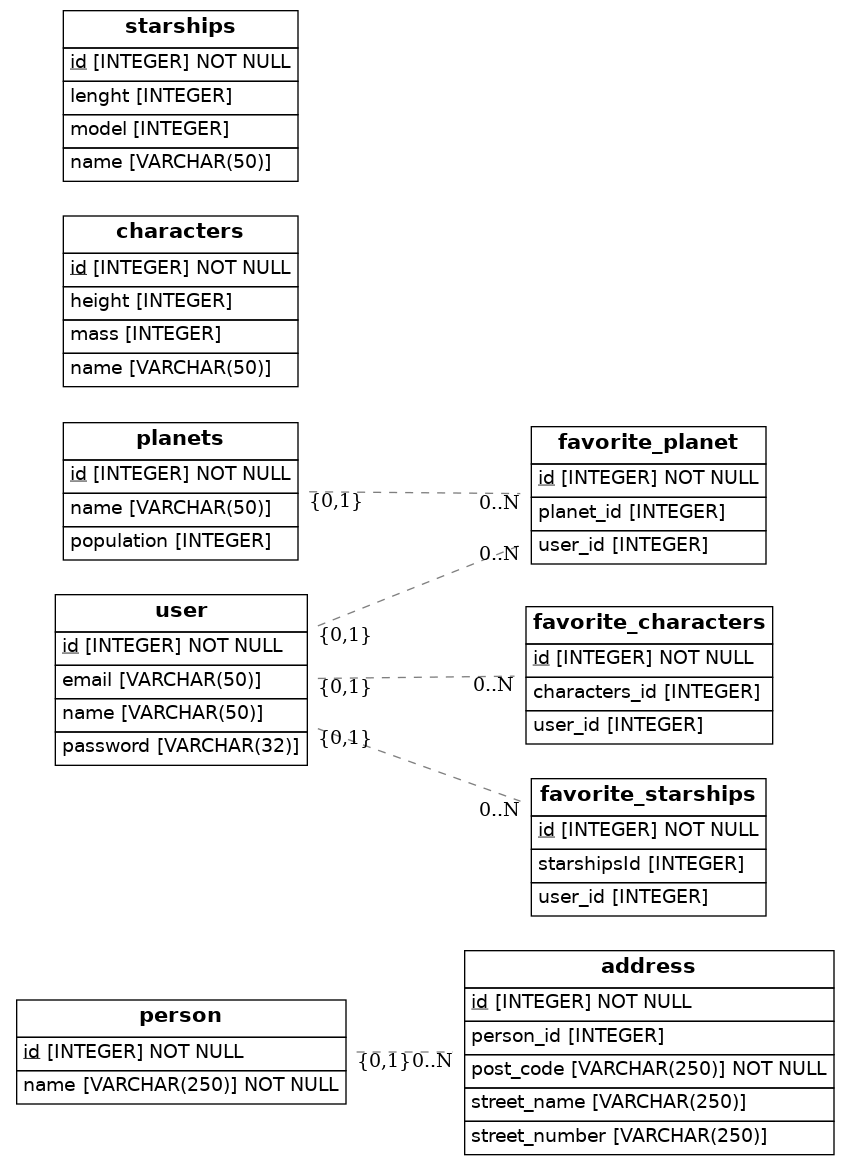 starships
id [INTEGER] NOT NULL
lenght [INTEGER]
model [INTEGER]
name [VARCHAR(50)]
characters
id [INTEGER] NOT NULL
height [INTEGER]
mass [INTEGER]
name [VARCHAR(50)]
planets
id [INTEGER] NOT NULL
name [VARCHAR(50)]
population [INTEGER]
{0,1}
0..N
favorite_planet
id [INTEGER] NOT NULL
planet_id [INTEGER]
user_id [INTEGER]
0..N
{0,1}
user
id [INTEGER] NOT NULL
email [VARCHAR(50)]
name [VARCHAR(50)]
password [VARCHAR(32)]
{0,1}
0..N
{0,1}
0..N
favorite_characters
id [INTEGER] NOT NULL
characters_id [INTEGER]
user_id [INTEGER]
favorite_starships
id [INTEGER] NOT NULL
starshipsId [INTEGER]
user_id [INTEGER]
person
id [INTEGER] NOT NULL
name [VARCHAR(250)] NOT NULL
{0,1}
0..N
address
id [INTEGER] NOT NULL
person_id [INTEGER]
post_code [VARCHAR(250)] NOT NULL
street_name [VARCHAR(250)]
street_number [VARCHAR(250)]